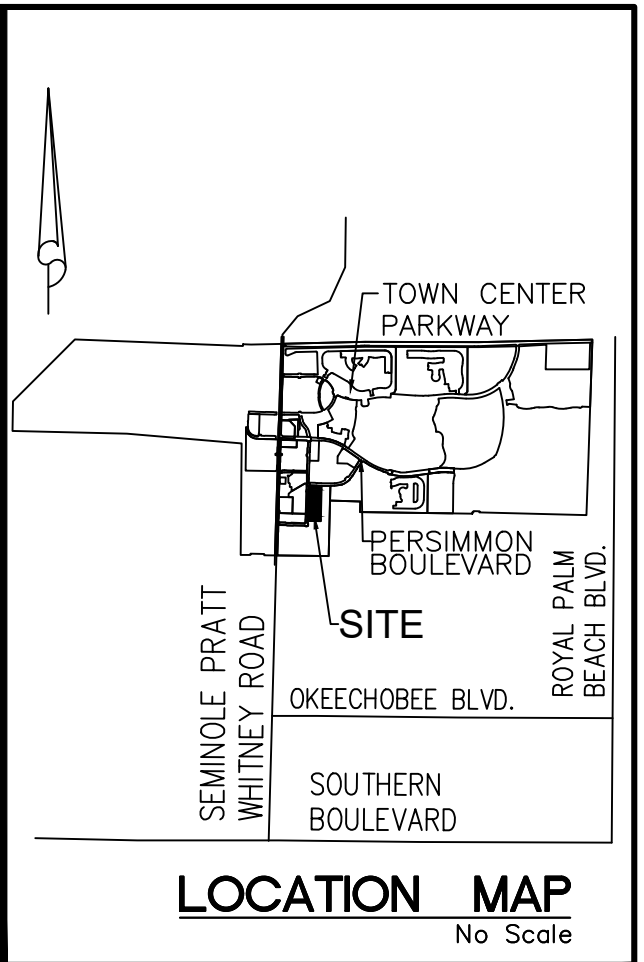 TOWN CENTER
PARKWAY
PERSIMMON
BOULEVARD
SITE
SEMINOLE PRATT
WHITNEY ROAD
ROYAL PALM
BEACH BLVD.
OKEECHOBEE BLVD.
SOUTHERN
BOULEVARD
LOCATION MAP
No Scale